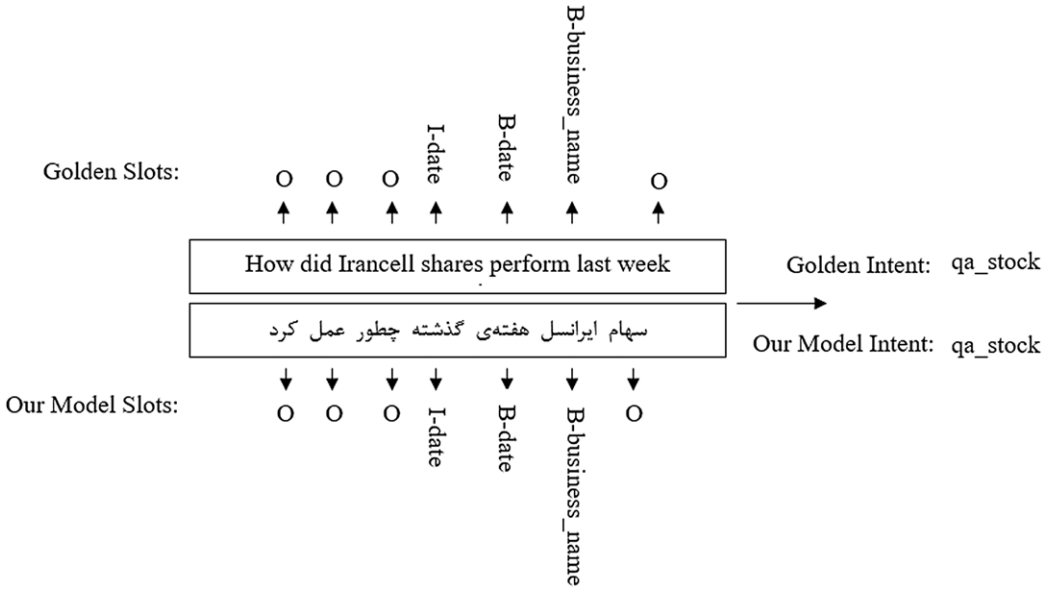 B-business_name
B-date
I-date
Golden Slots: O O O O
How did Irancell shares perform last week
Golden Intent: qa_stock
سهام ایرانسل هفته‌ی گذشته چطور عمل کرد
Our Model Intent: qa_stock
Our Model Slots: O O O O
I-date
B-date
B-business_name